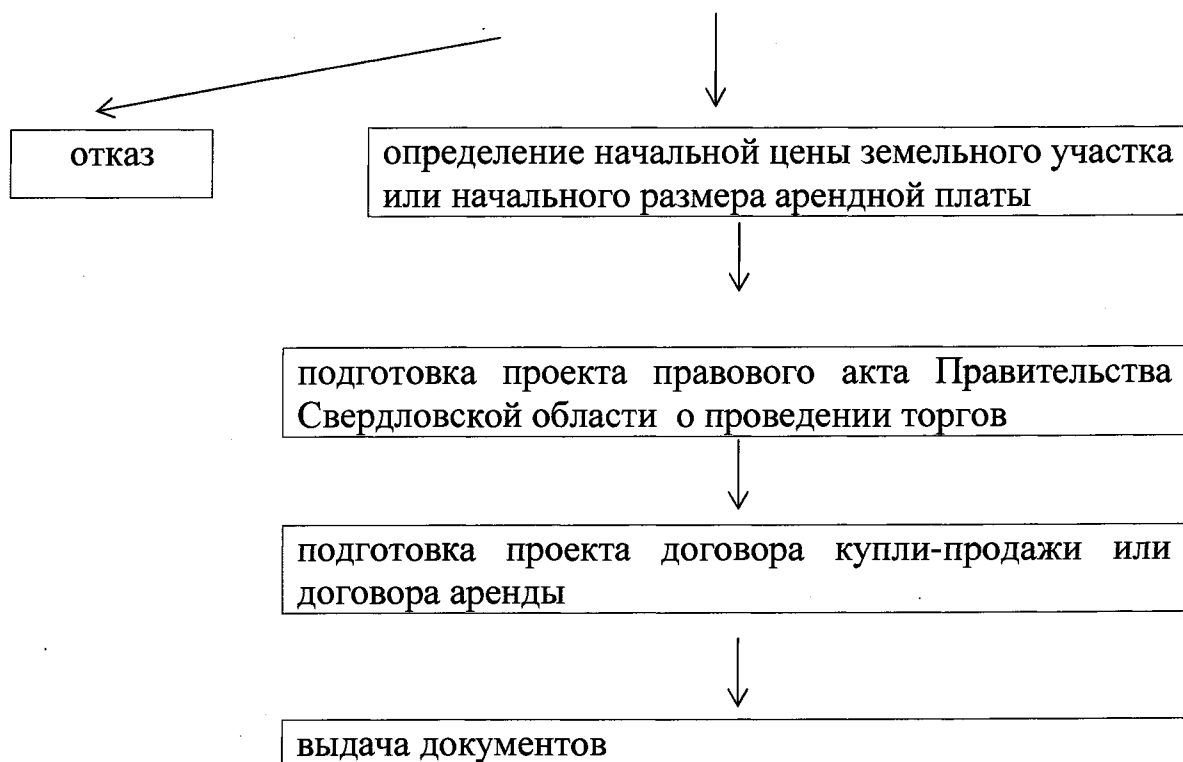 отказ
определение начальной цены земельного участка
или начального размера арендной платы
подготовка проекта правового акта Правительства
Свердловской области о проведении торгов
подготовка проекта договора купли-продажи или
договора аренды
выдача документов